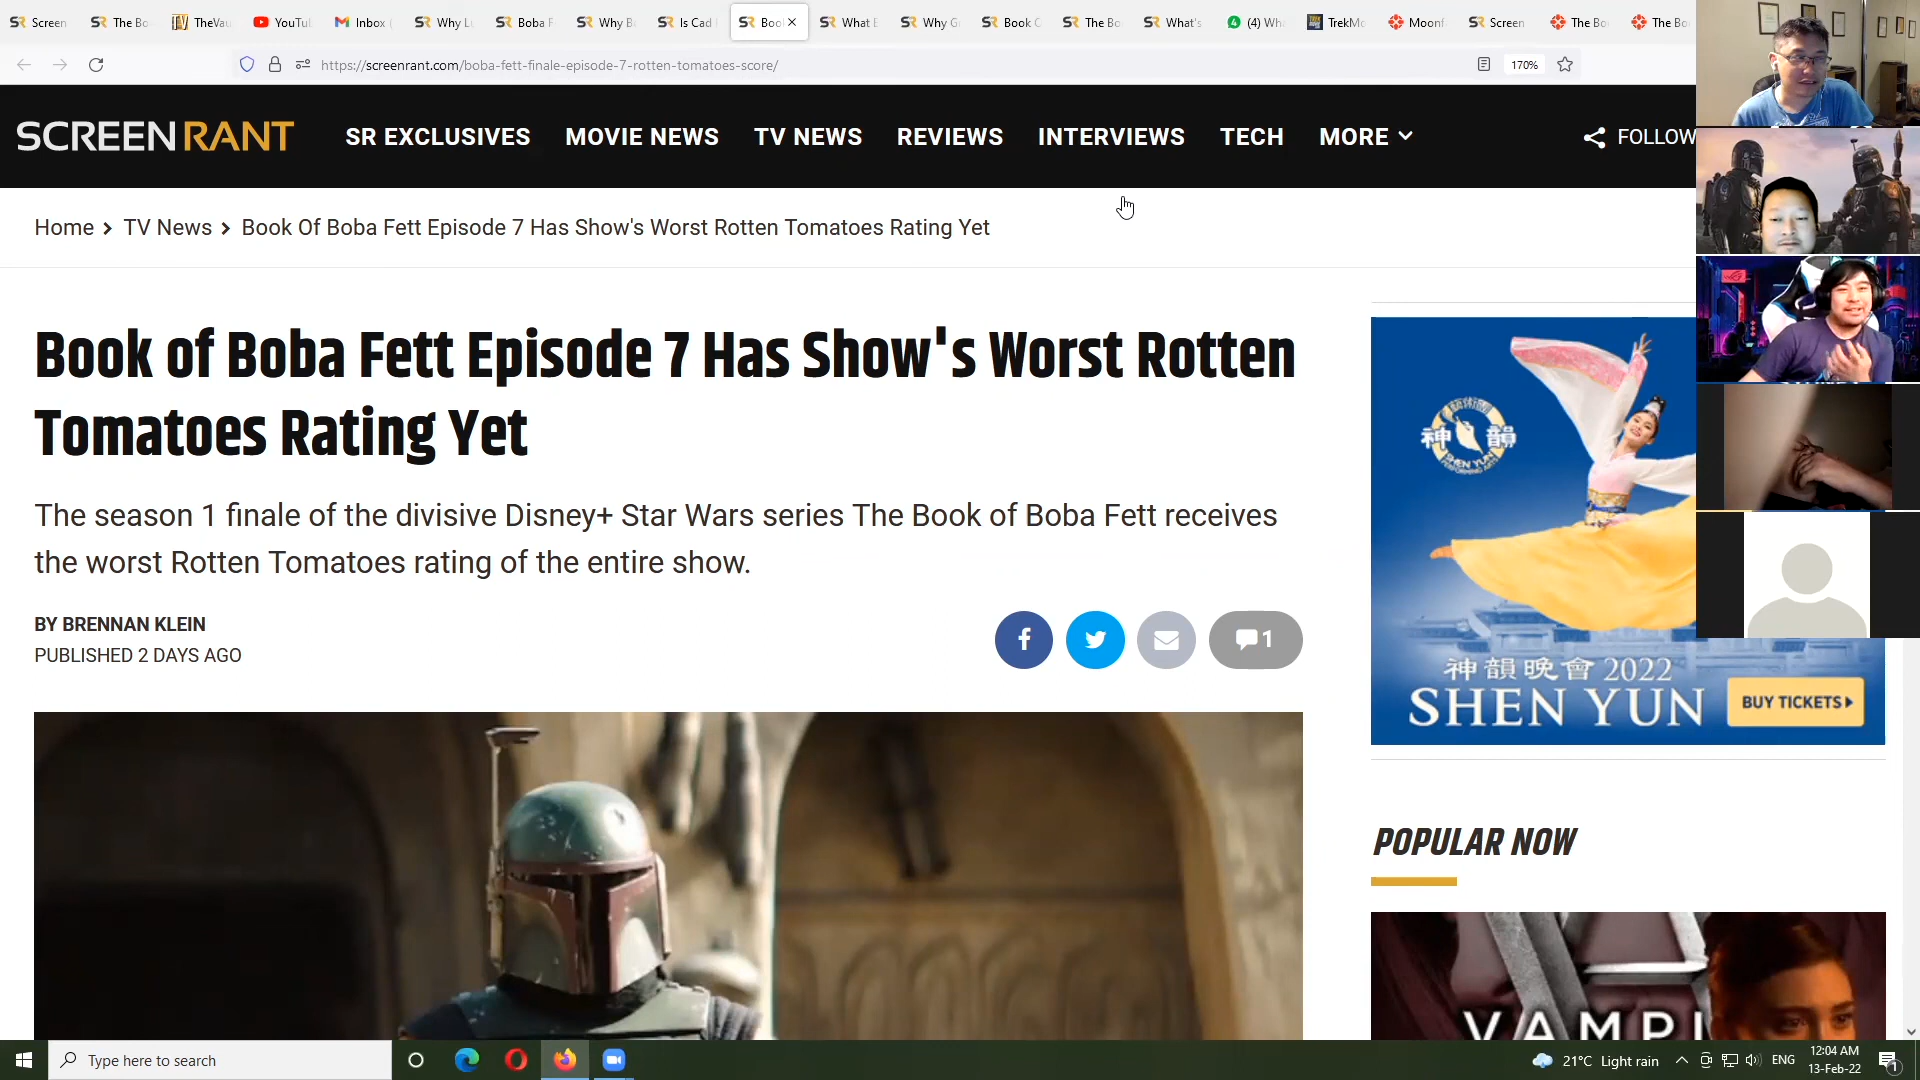 Screen
The Bo
TheVau
YouTu
Inbox
Why L
Boba F
Why B
Is Cad
Boo
What B
Why G
Book O
The Bo
What's
(4) Wh
TrekMo
Moonf
Screen
The Bo
The Bo
https://screenrant.com/boba-fett-finale-episode-7-rotten-tomatoes-score/
170%
SCREENRANT
SR EXCLUSIVES
MOVIE NEWS
TV NEWS
REVIEWS
INTERVIEWS
TECH
MORE
FOLLOW
Home > TV News > Book Of Boba Fett Episode 7 Has Show's Worst Rotten Tomatoes Rating Yet
Book of Boba Fett Episode 7 Has Show's Worst Rotten
Tomatoes Rating Yet
The season 1 finale of the divisive Disney+ Star Wars series The Book of Boba Fett receives
the worst Rotten Tomatoes rating of the entire show.
BY BRENNAN KLEIN
PUBLISHED 2 DAYS AGO
1
神韻
SHEN YUN
神韻晚會 2022
SHEN YUN
BUY TICKETS
POPULAR NOW
VAMPI
Type here to search
21°C Light rain
ENG
12:04 AM
13-Feb-22
1